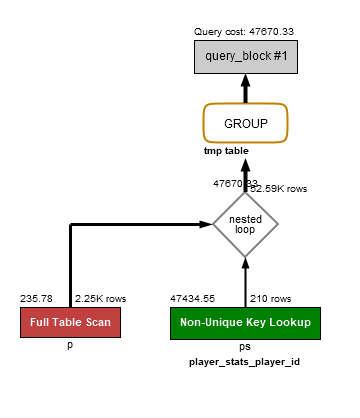 Query cost: 47670.33
query_block #1
GROUP
tmp table
47670.33
52.59K rows
nested
loop
235.78 2.25K rows
47434.55 210 rows
Full Table Scan
Non-Unique Key Lookup
p
ps
player_stats_player_id